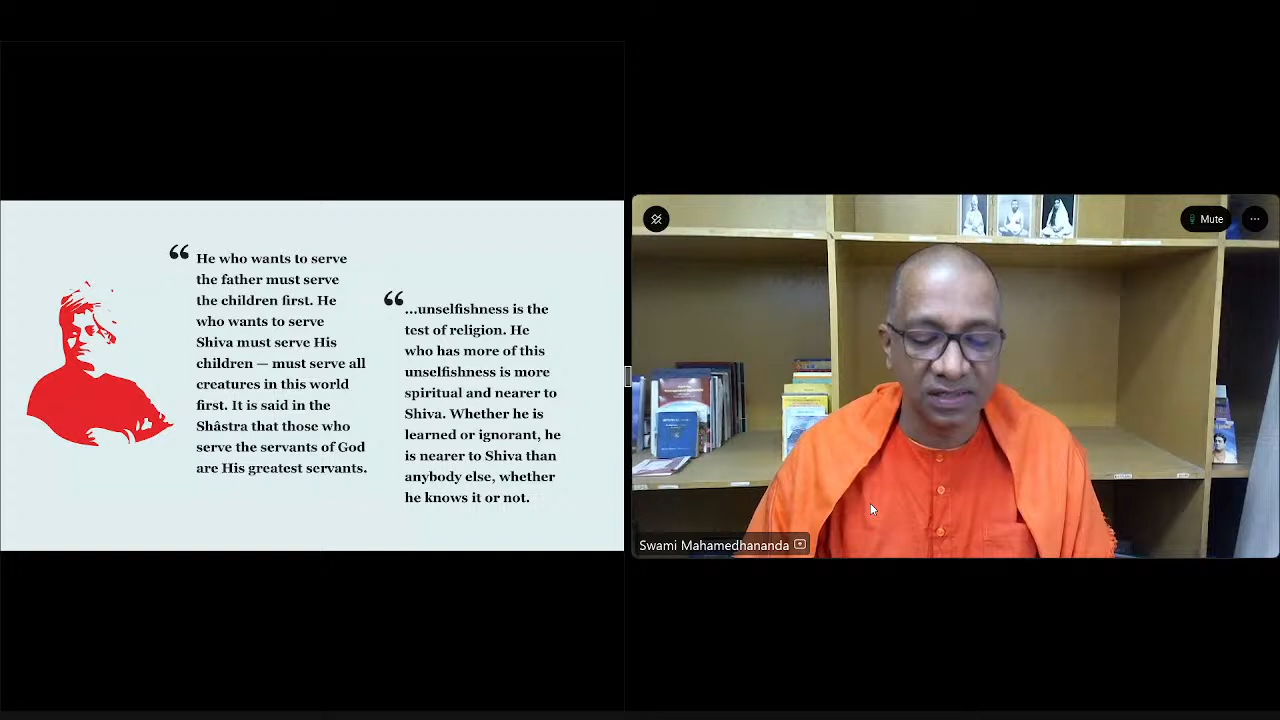 “ He who wants to serve
the father must serve
the children first. He
who wants to serve
Shiva must serve His
children — must serve all
creatures in this world
first. It is said in the
Shâstra that those who
serve the servants of God
are His greatest servants.
“ ...unselfishness is the
test of religion. He
who has more of this
unselfishness is more
spiritual and nearer to
Shiva. Whether he is
learned or ignorant, he
is nearer to Shiva than
anybody else, whether
he knows it or not.
Mute
Swami Mahamedhananda